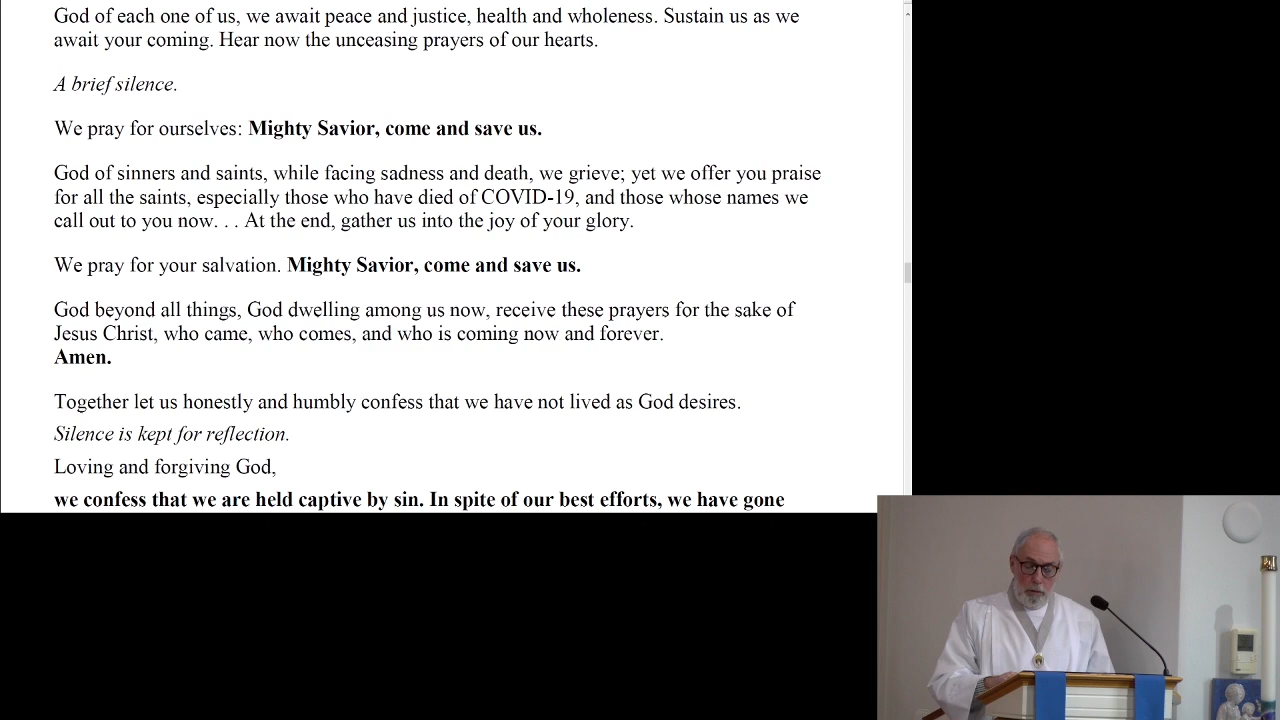 God of each one of us, we await peace and justice, health and wholeness. Sustain us as we
await your coming. Hear now the unceasing prayers of our hearts.
A brief silence.
We pray for ourselves: Mighty Savior, come and save us.
God of sinners and saints, while facing sadness and death, we grieve; yet we offer you praise
for all the saints, especially those who have died of COVID-19, and those whose names we
call out to you now. . . At the end, gather us into the joy of your glory.
We pray for your salvation. Mighty Savior, come and save us.
God beyond all things, God dwelling among us now, receive these prayers for the sake of
Jesus Christ, who came, who comes, and who is coming now and forever.
Amen.
Together let us honestly and humbly confess that we have not lived as God desires.
Silence is kept for reflection.
Loving and forgiving God,
we confess that we are held captive by sin. In spite of our best efforts, we have gone